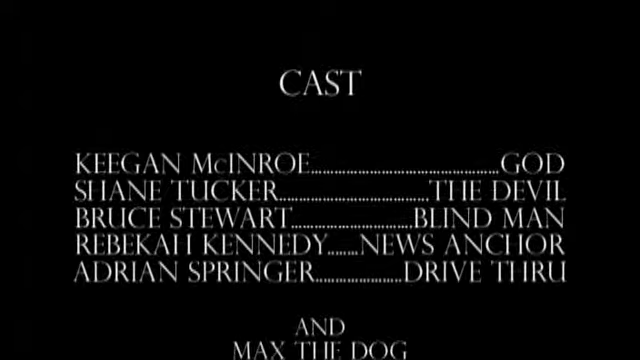 CAST
KEEGAN McINROE..............................GOD
SHANE TUCKER........................THE DEVIL
BRUCE STEWART...................BLIND MAN
REBEKAH KENNEDY.....NEWS ANCHOR
ADRIAN SPRINGER..............DRIVE THRU
AND
MAX THE DOG